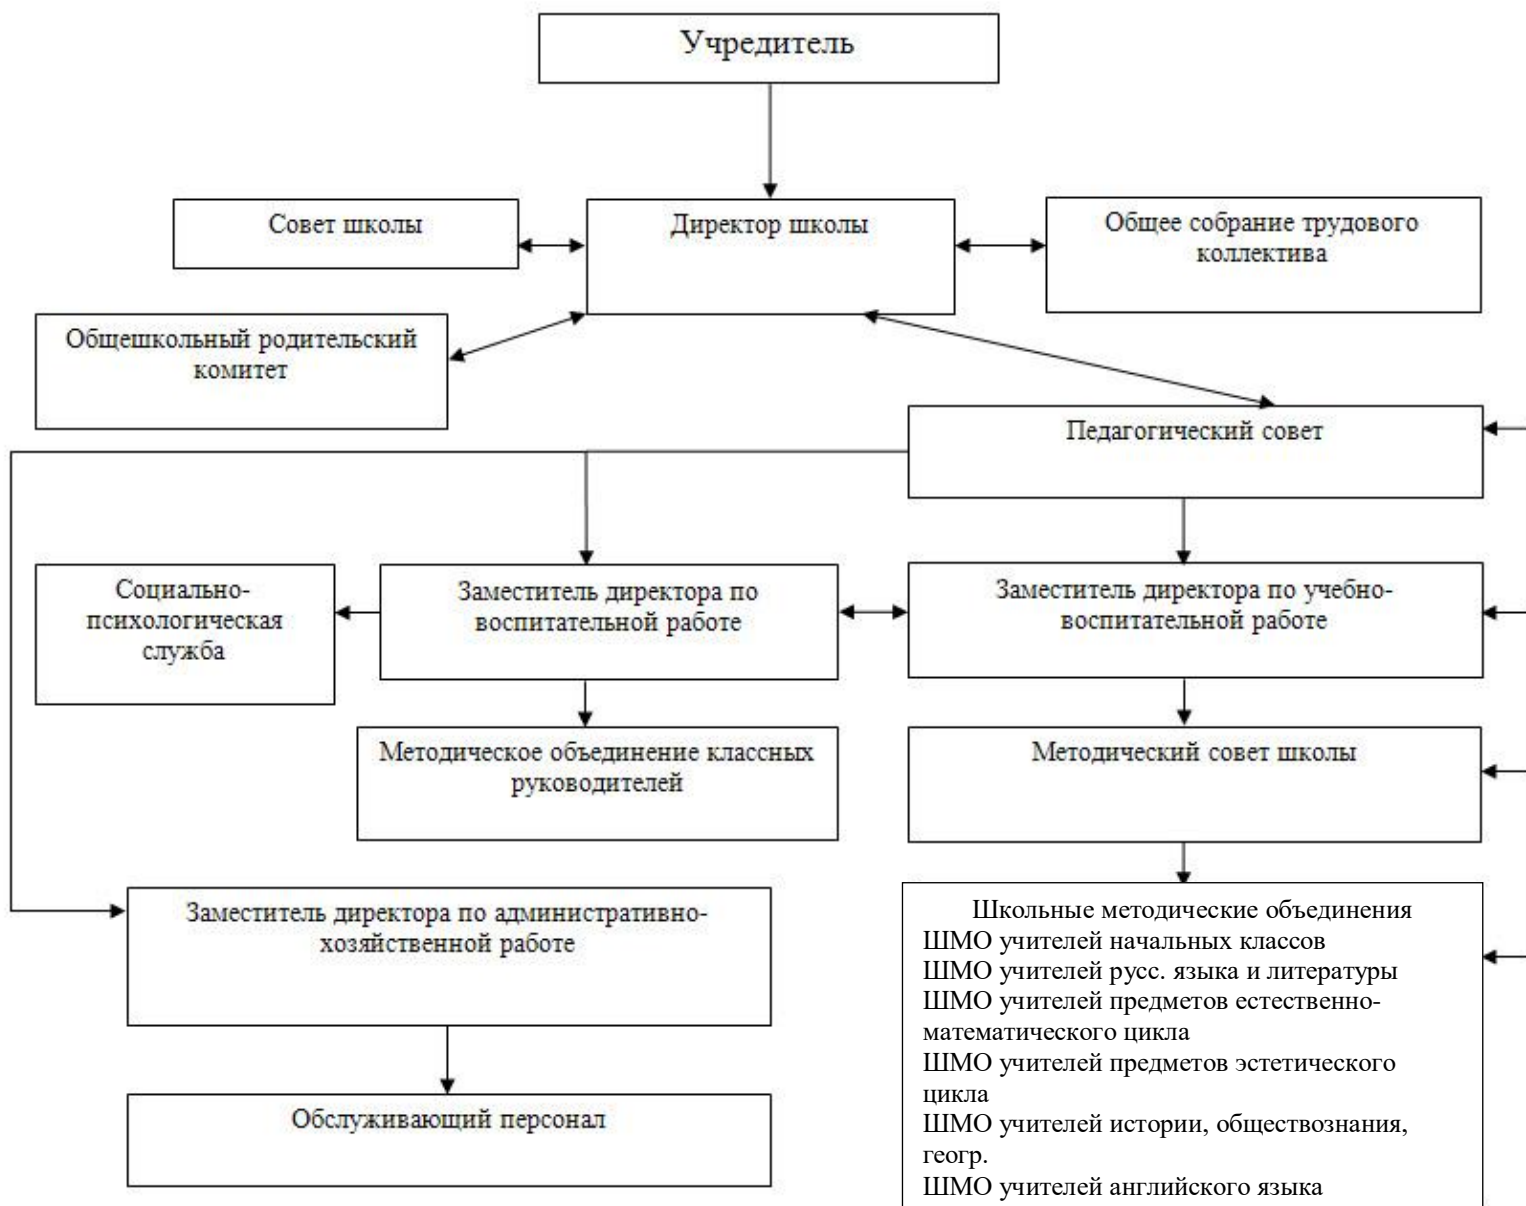 Учредитель
Совет школы
Директор школы
Общее собрание трудового
коллектива
Общешкольный родительский
комитет
Педагогический совет
Социально-
психологическая
служба
Заместитель директора по
воспитательной работе
Заместитель директора по учебно-
воспитательной работе
Методическое объединение классных
руководителей
Методический совет школы
Заместитель директора по административно-
хозяйственной работе
Школьные методические объединения
ШМО учителей начальных классов
ШМО учителей русс. языка и литературы
ШМО учителей предметов естественно-
математического цикла
ШМО учителей предметов эстетического
цикла
ШМО учителей истории, обществознания,
геогр.
ШМО учителей английского языка
Обслуживающий персонал